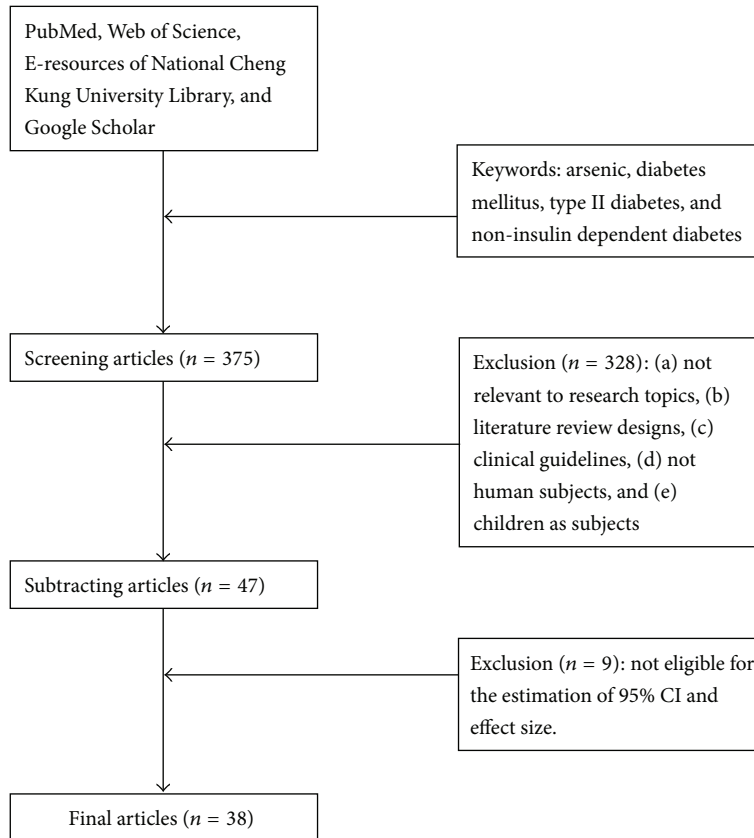 PubMed, Web of Science,
E-resources of National Cheng
Kung University Library, and
Google Scholar
Keywords: arsenic, diabetes
mellitus, type II diabetes, and
non-insulin dependent diabetes
Screening articles (n = 375)
Exclusion (n = 328): (a) not
relevant to research topics, (b)
literature review designs, (c)
clinical guidelines, (d) not
human subjects, and (e)
children as subjects
Subtracting articles (n = 47)
Exclusion (n = 9): not eligible for
the estimation of 95% CI and
effect size.
Final articles (n = 38)